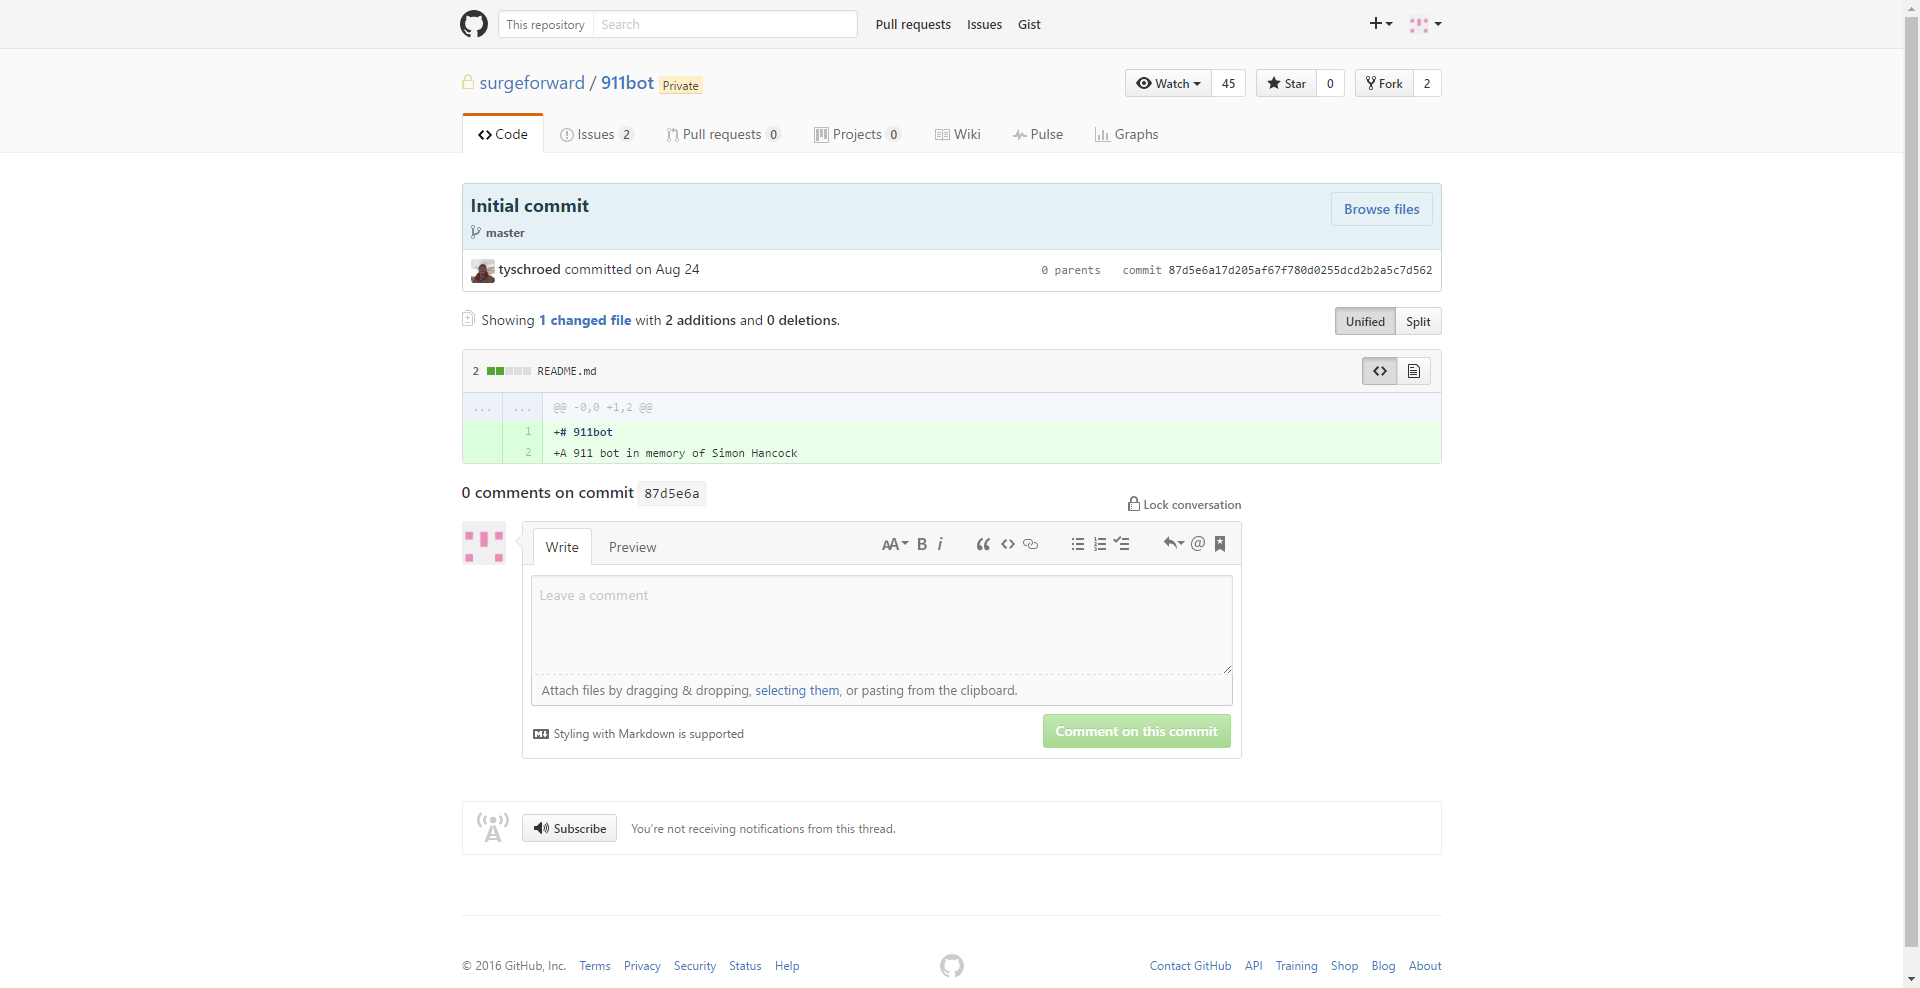 This repository Search Pull requests Issues Gist
surgeforward / 911bot Private Watch 45 Star 0 Fork 2
Code Issues 2 Pull requests 0 Projects 0 Wiki Pulse Graphs
Initial commit Browse files
master
tyschroed committed on Aug 24 0 parents commit 87d5e6a17d205af67f780d0255dcd2b2a5c7d562
Showing 1 changed file with 2 additions and 0 deletions. Unified Split
2 README.md
... ... @@ -0,0 +1,2 @@
1 +# 911bot
2 +A 911 bot in memory of Simon Hancock
0 comments on commit 87d5e6a
Lock conversation
Write Preview AA B i
Leave a comment
Attach files by dragging & dropping, selecting them, or pasting from the clipboard.
Styling with Markdown is supported Comment on this commit
Subscribe You're not receiving notifications from this thread.
© 2016 GitHub, Inc. Terms Privacy Security Status Help Contact GitHub API Training Shop Blog About